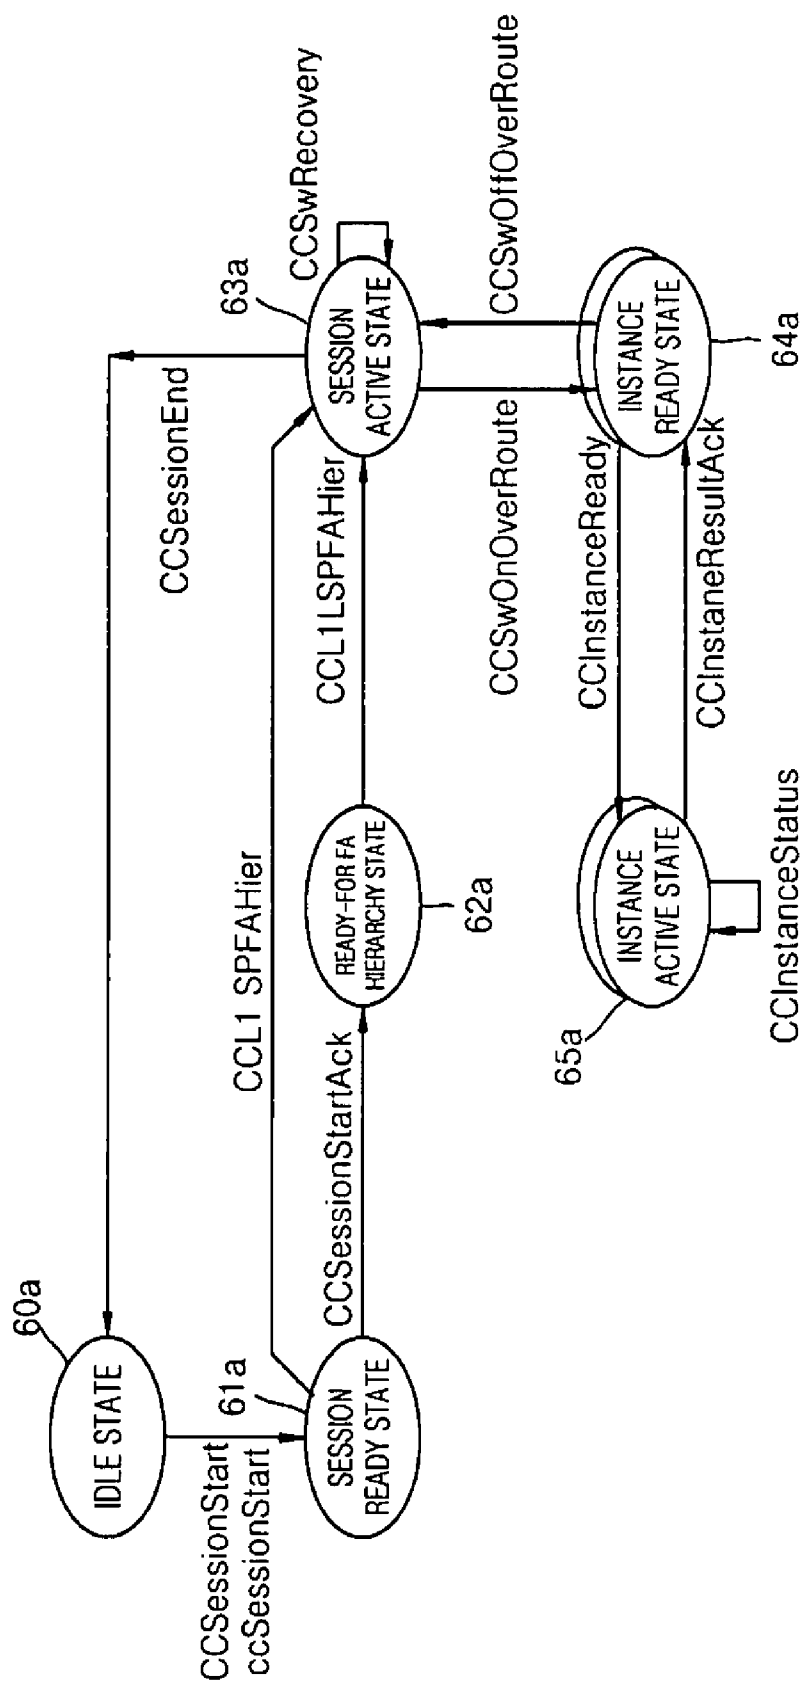 60a
IDLE STATE
CCSessionEnd
CCSessionStart
ccSessionStart
61a
SESSION
READY STATE
CCL1 SPFAHier
CCSessionStartAck
READY-FOR FA
HIERARCHY STATE
62a
CCL1LSPFAHier
63a
SESSION
ACTIVE STATE
CCSwRecovery
CCSwOnOverRoute
CCSwOffOverRoute
65a
INSTANCE
ACTIVE STATE
CCInstanceStatus
CCInstanceReady
CCInstaneResultAck
INSTANCE
READY STATE
64a